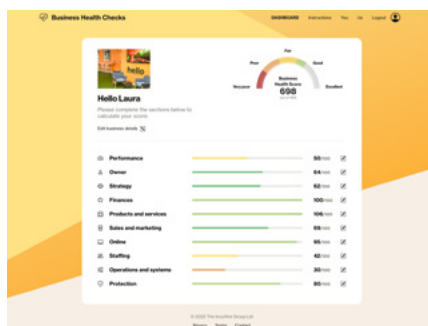 Business Health Checks
DASHBOARD Instructions You Us Logout
hello
Hello Laura
Please complete the sections below to
calculate your score.
Edit business details
Fair
Poor
Good
Very poor
Excellent
Business
Health Score
698
Performance 50/100
Owner 64/100
Strategy 62/100
Finances 100/100
Products and services 100/100
Sales and marketing 69/100
Online 95/100
Staffing 42/100
Operations and systems 30/100
Protection 80/100
Privacy Terms Contact